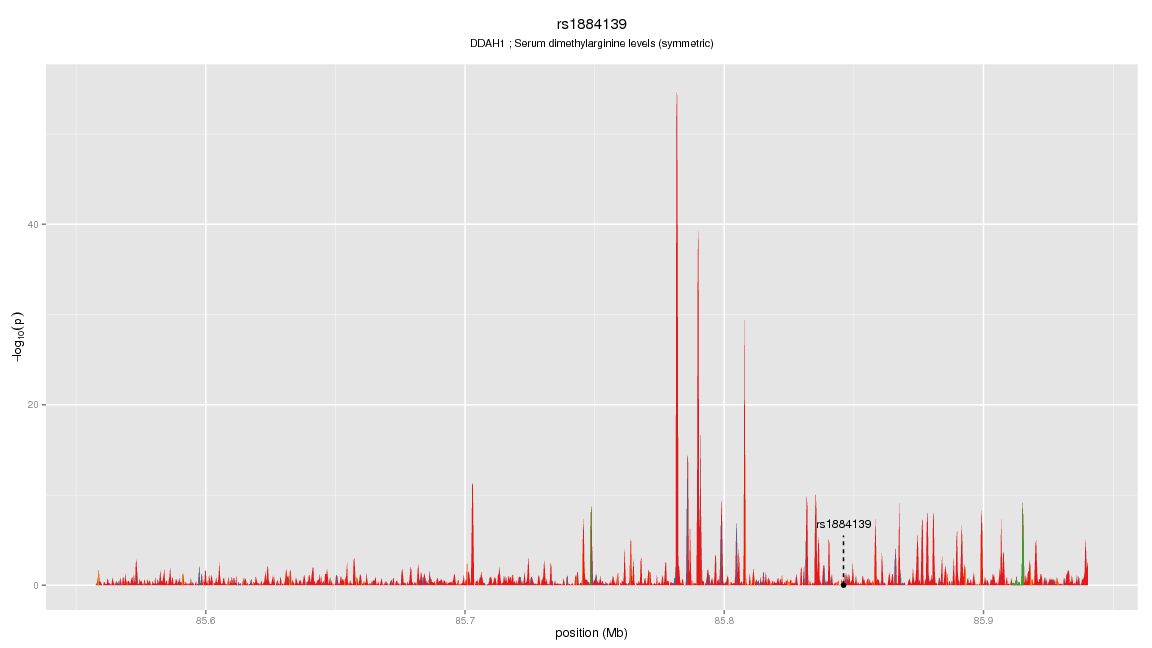 rs1884139
DDAH1 ; Serum dimethylarginine levels (symmetric)
−log10(p)
40
20
0
rs1884139
85.6
85.7
85.8
85.9
position (Mb)